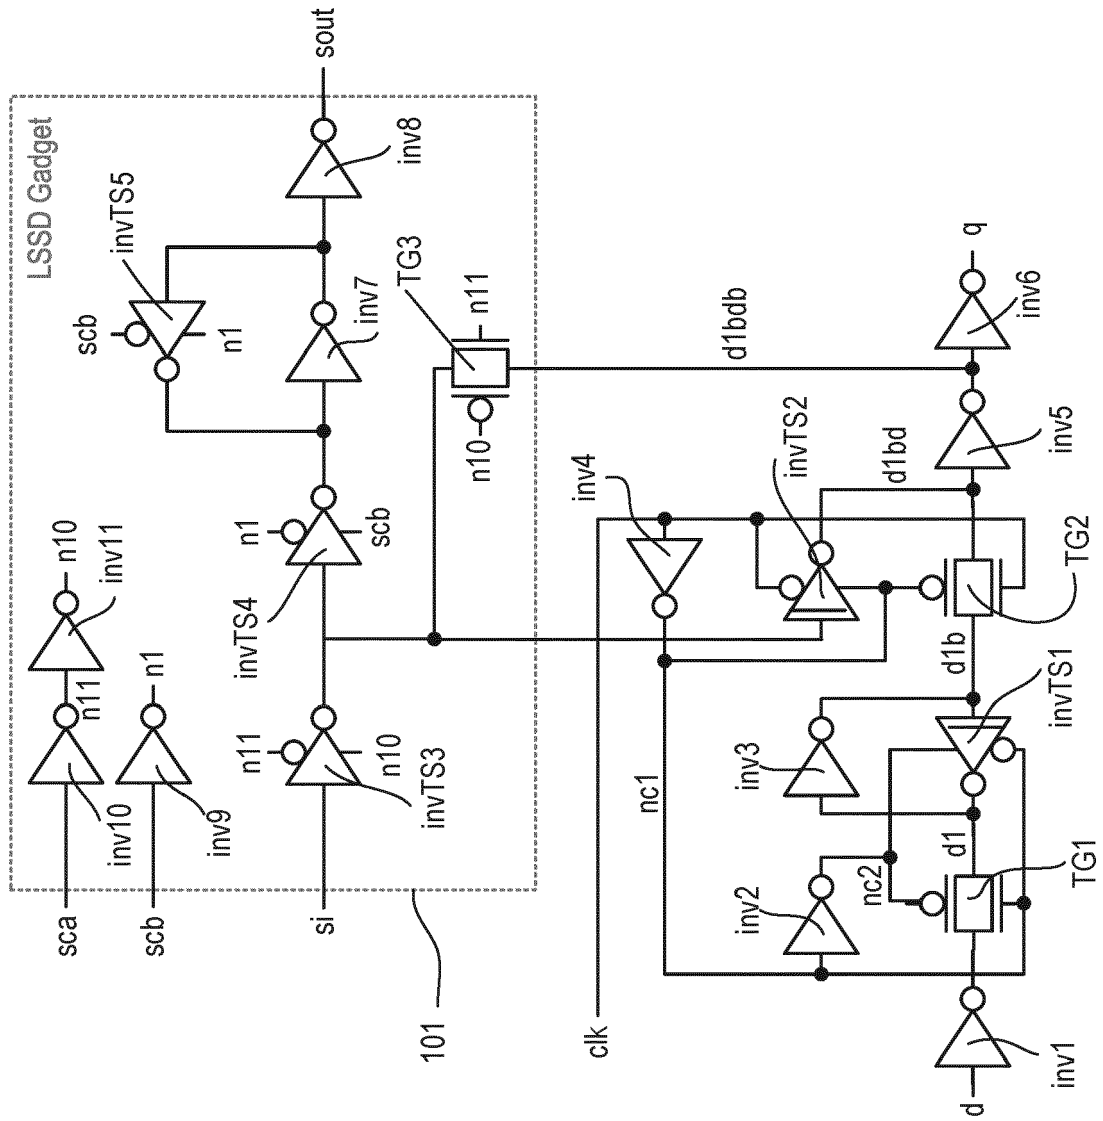 LSSD Gadget
sca
inv10
n11
inv11
n10
scb
inv9
n1
scb
invTS5
n1
si
n11
n10
invTS3
invTS4
n1
scb
inv7
inv8
sout
TG3
n10
n11
101
clk
nc1
inv4
invTS2
d1bdb
inv2
nc2
inv3
d1b
d1bd
d
inv1
TG1
d1
invTS1
TG2
inv5
inv6
q